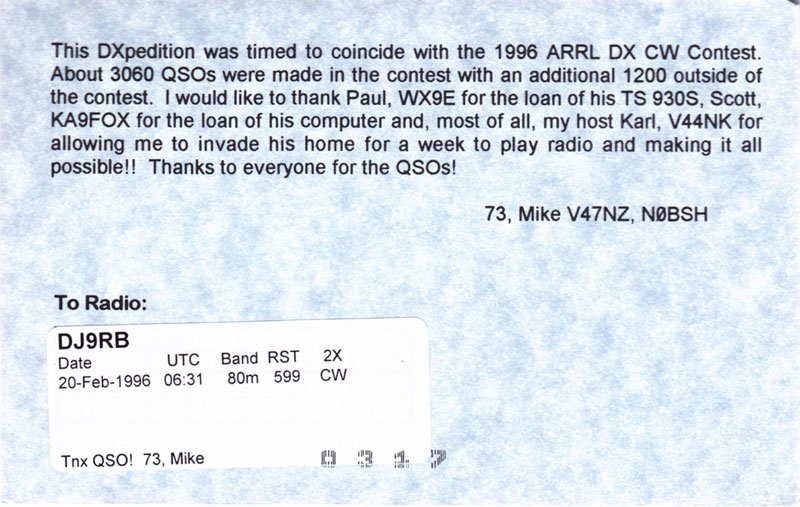 This DXpedition was timed to coincide with the 1996 ARRL DX CW Contest.
About 3060 QSOs were made in the contest with an additional 1200 outside of
the contest. I would like to thank Paul, WX9E for the loan of his TS 930S, Scott,
KA9FOX for the loan of his computer and, most of all, my host Karl, V44NK for
allowing me to invade his home for a week to play radio and making it all
possible!! Thanks to everyone for the QSOs!
73, Mike V47NZ, NØBSH
To Radio:
DJ9RB
Date UTC Band RST 2X
20-Feb-1996 06:31 80m 599 CW
Tnx QSO! 73, Mike
0317